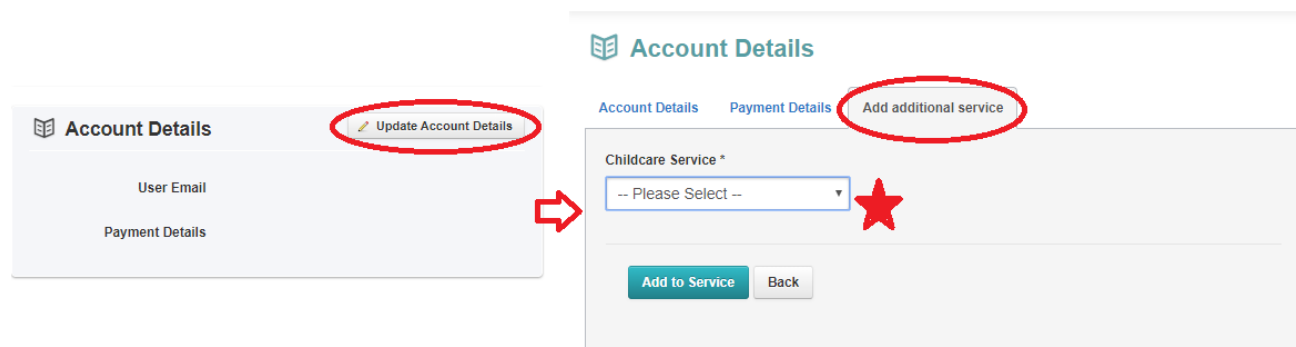 Account Details
Update Account Details
User Email
Payment Details
Account Details
Account Details Payment Details Add additional service
Childcare Service *
-- Please Select --
Add to Service Back